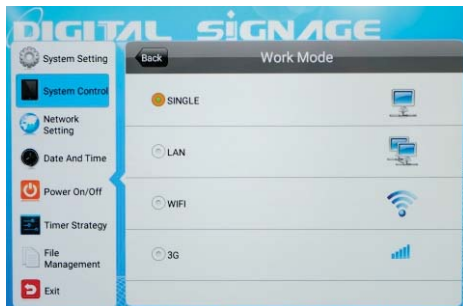 DIGITAL SIGNAGE
System Setting
System Control
Network
Setting
Date And Time
Power On/Off
Timer Strategy
File
Management
Exit
Back
Work Mode
SINGLE
LAN
WIFI
3G